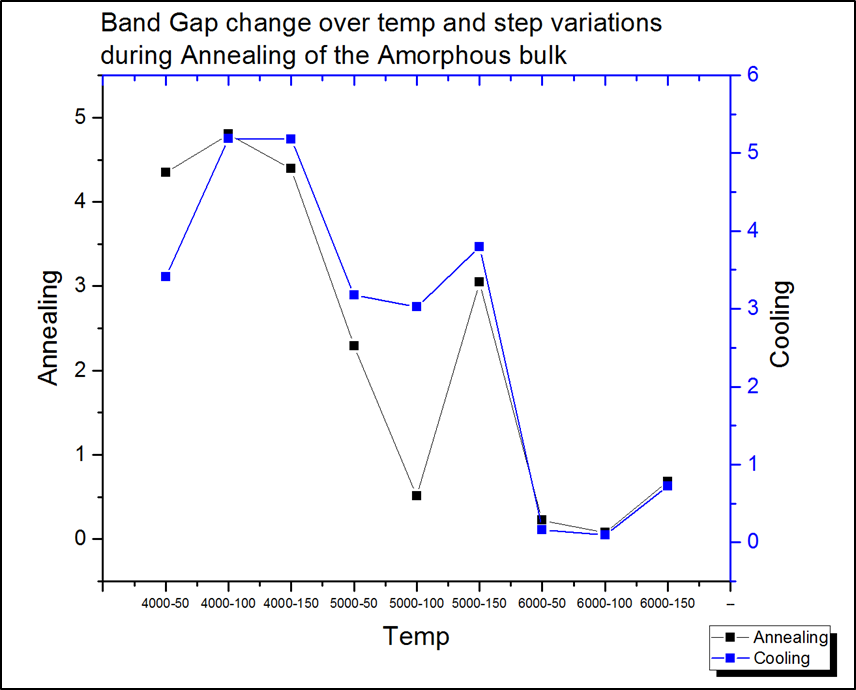 Band Gap change over temp and step variations
during Annealing of the Amorphous bulk
6
5
5
4
4
3
3
2
2
1
1
0
0
Annealing
Cooling
4000-50 4000-100 4000-150 5000-50 5000-100 5000-150 6000-50 6000-100 6000-150 –
Temp
Annealing
Cooling